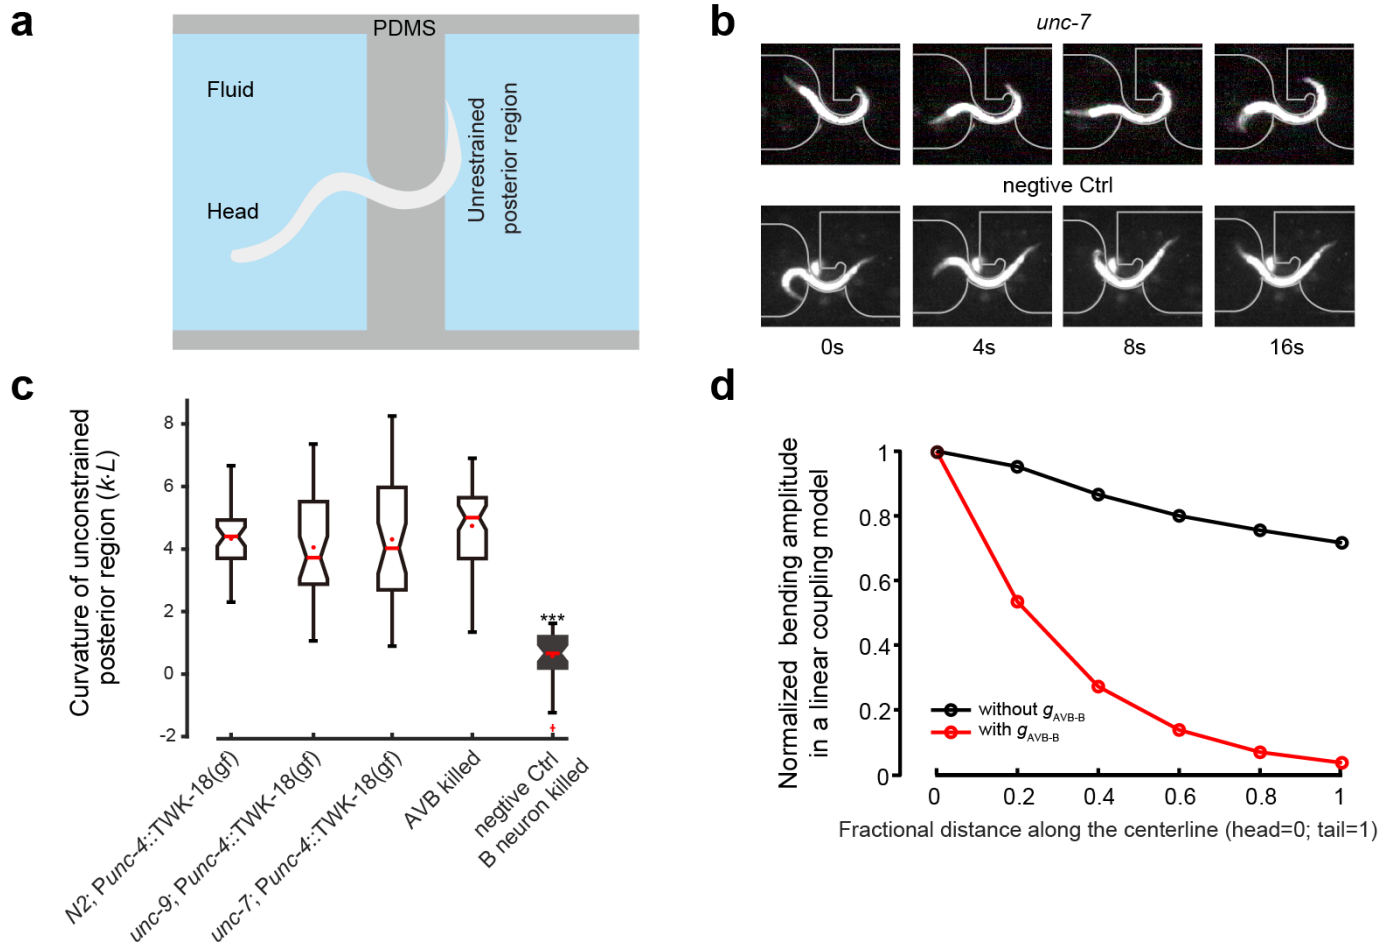 a
PDMS
Fluid
Head
Unrestrained
posterior region
b
unc-7
negtive Ctrl
0s
4s
8s
16s
c
Curvature of unconstrained
posterior region (k·L)
8
6
4
2
0
-2
***
N2; Punc-4::TWK-18(gf)
unc-9; Punc-4::TWK-18(gf)
unc-7; Punc-4::TWK-18(gf)
AVB killed
negtive Ctrl
B neuron killed
d
Normalized bending amplitude
in a linear coupling model
1
0.8
0.6
0.4
0.2
0
without gAVB-B
with gAVB-B
0 0.2 0.4 0.6 0.8 1
Fractional distance along the centerline (head=0; tail=1)